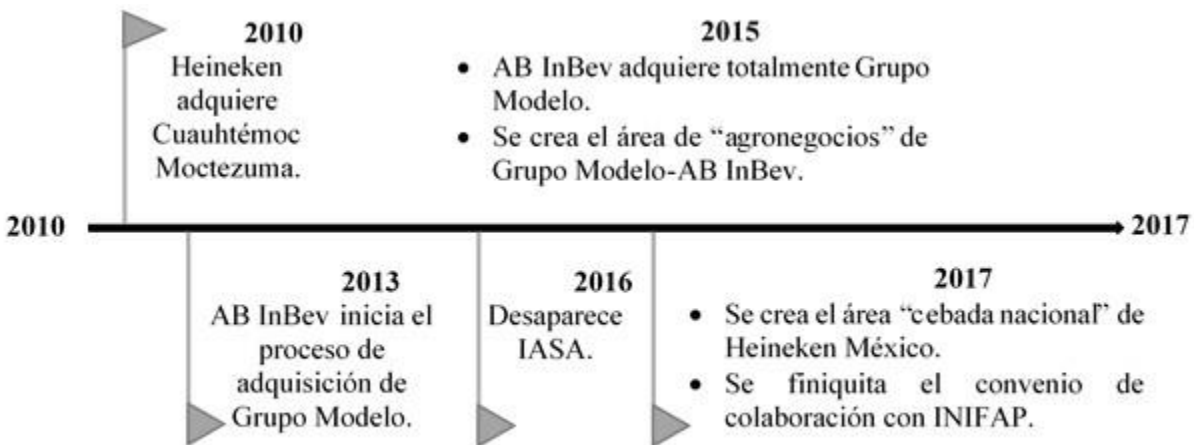 2010
Heineken
adquiere
Cuauhtémoc
Moctezuma.
2015
• AB InBev adquiere totalmente Grupo
Modelo.
• Se crea el área de “agronegocios” de
Grupo Modelo-AB InBev.
2010
2017
2013
AB InBev inicia el
proceso de
adquisición de
Grupo Modelo.
2016
Desaparece
IASA.
2017
• Se crea el área “cebada nacional” de
Heineken México.
• Se finiquita el convenio de
colaboración con INIFAP.